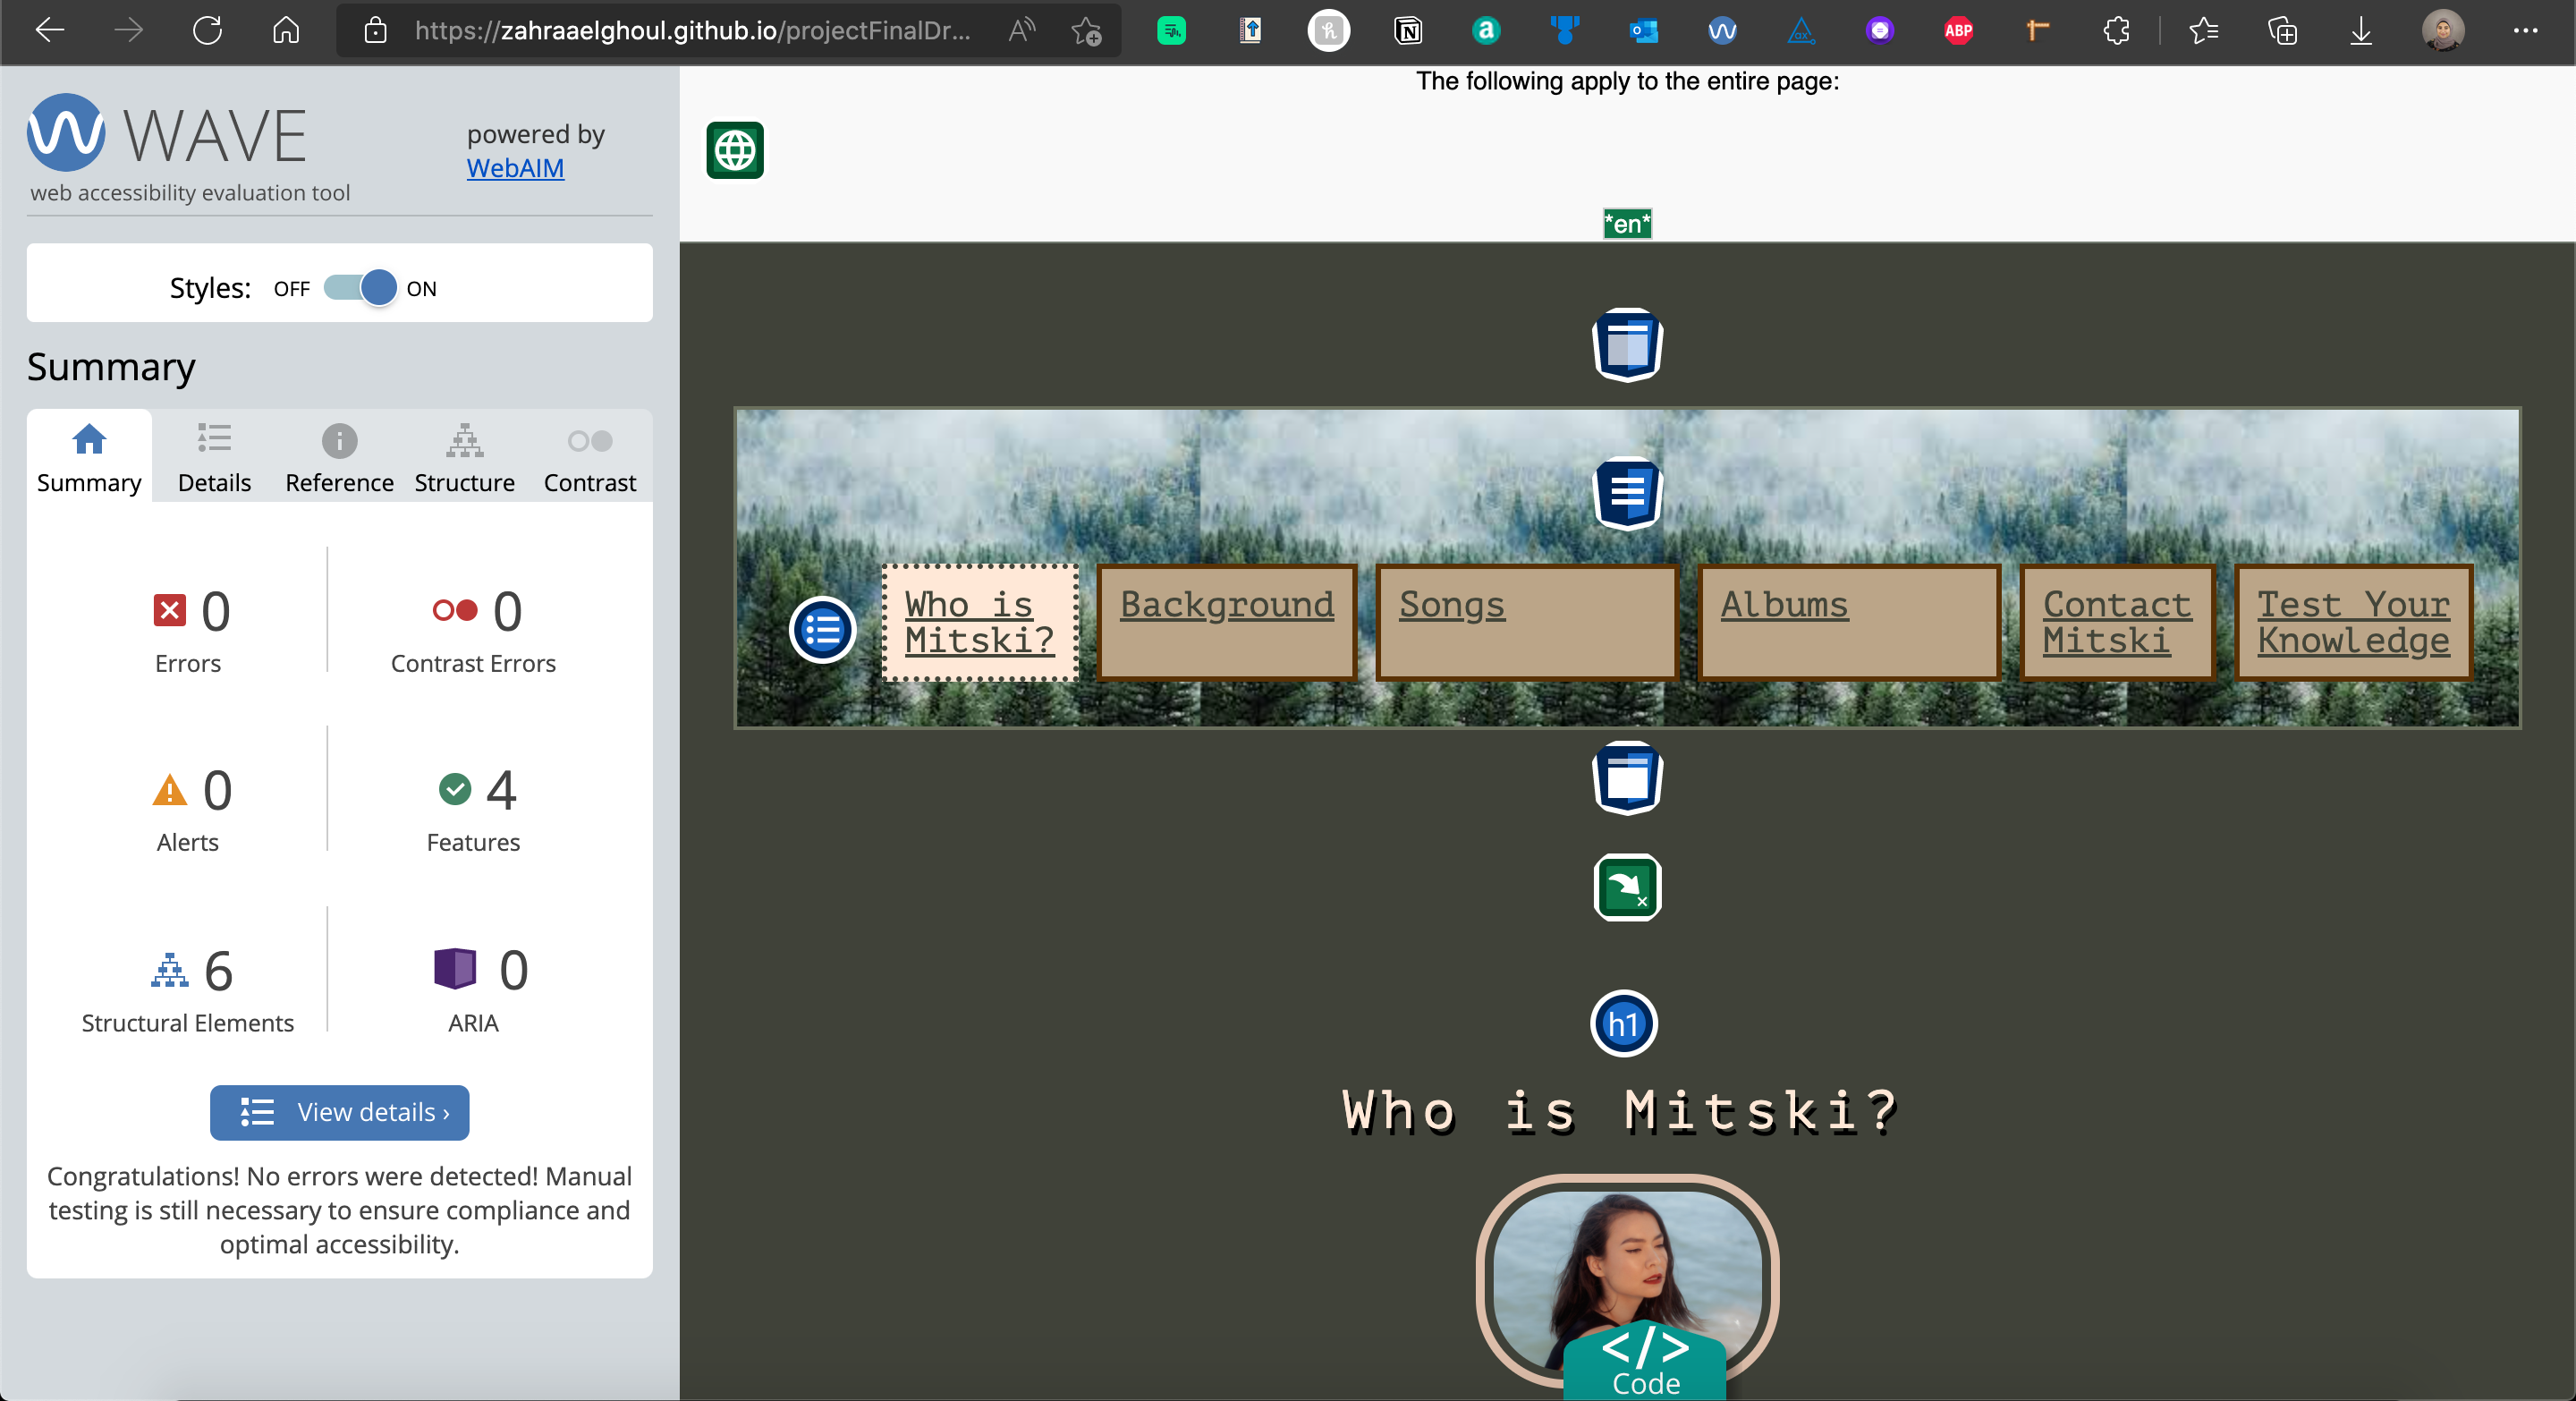 https://zahraaelghoul.github.io/projectFinalDr...
ABP
WAVE
powered by
WebAIM
web accessibility evaluation tool
Styles: OFF ON
Summary
Summary Details Reference Structure Contrast
0 0
Errors Contrast Errors
0 4
Alerts Features
6 0
Structural Elements ARIA
View details ›
Congratulations! No errors were detected! Manual
testing is still necessary to ensure compliance and
optimal accessibility.
The following apply to the entire page:
*en*
Who is
Mitski?
Background
Songs
Albums
Contact
Mitski
Test Your
Knowledge
h1
Who is Mitski?
</>
Code